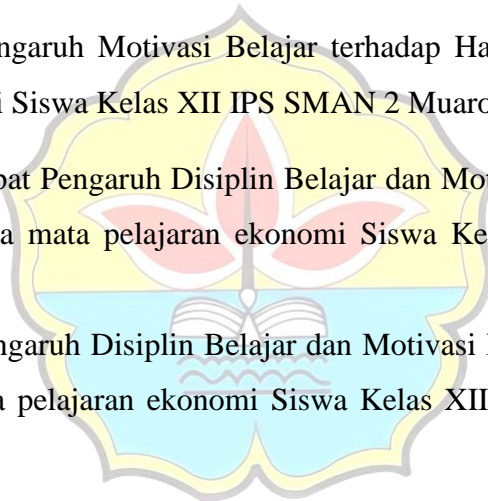 ngaruh Motivasi Belajar terhadap Ha
i Siswa Kelas XII IPS SMAN 2 Muaro
pat Pengaruh Disiplin Belajar dan Mot
a mata pelajaran ekonomi Siswa Ke
ngaruh Disiplin Belajar dan Motivasi
a pelajaran ekonomi Siswa Kelas XII